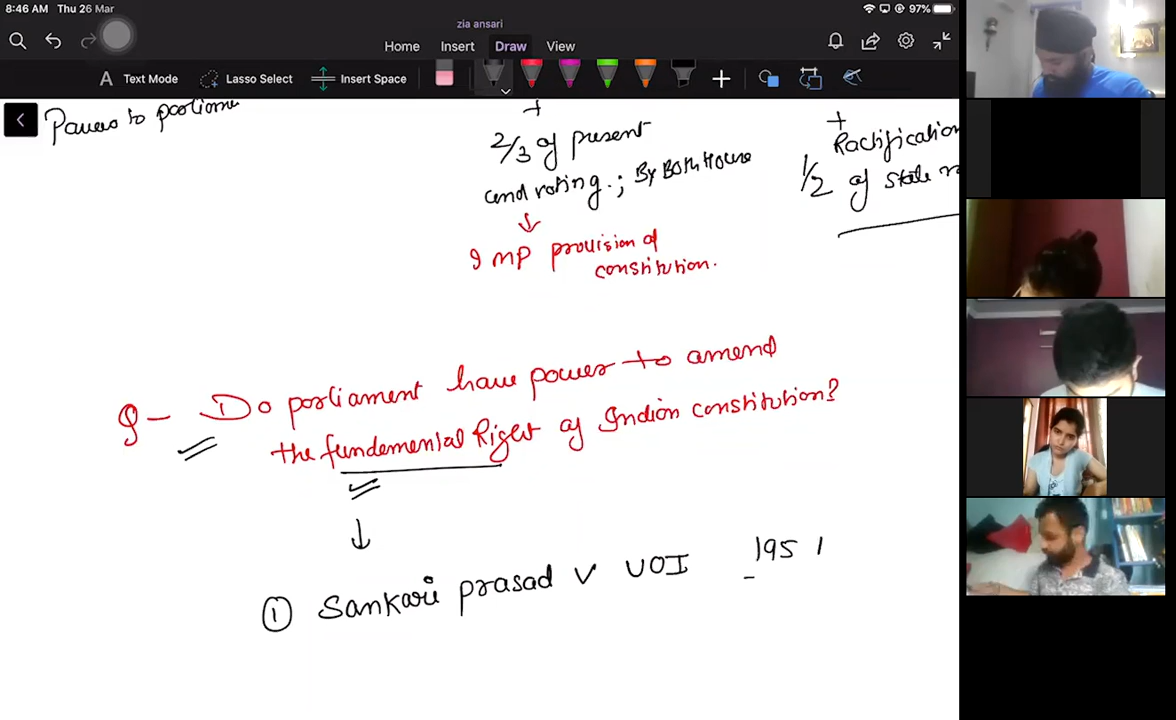 8:46 AM Thu 26 Mar
97%
zia ansari
Home Insert Draw View
A Text Mode Lasso Select Insert Space
Powers to parliame
+
2/3 of present
and voting.; By Both House
↓
IMP provision of
constitution.
+
Ractification
1/2 of state
Q- Do parliament have power to amend
the fundemental Right of Indian constitution?
↓
① Sankari prasad v UOI 1951